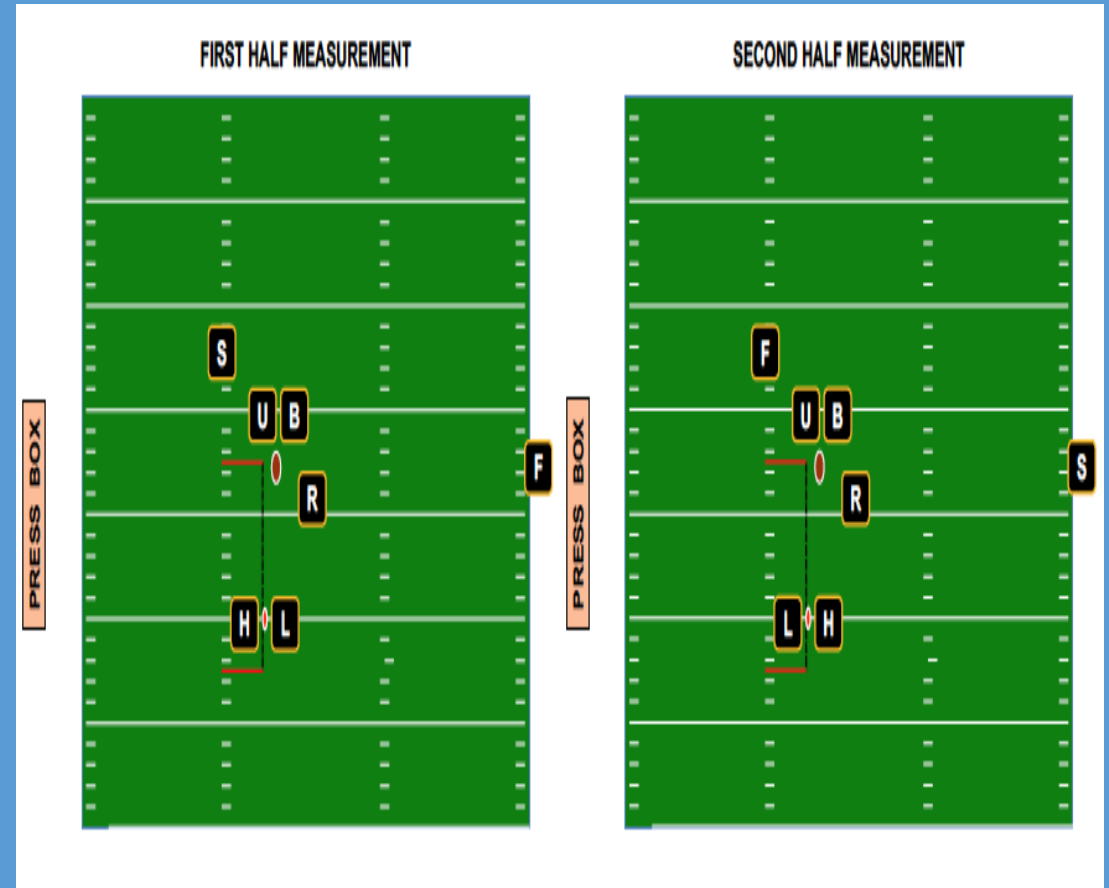 FIRST HALF MEASUREMENT
PRESS BOX
S
U B
F
R
H L
SECOND HALF MEASUREMENT
PRESS BOX
F
U B
S
R
L H